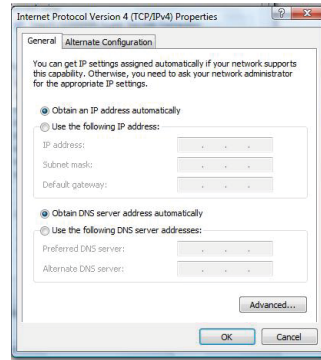 Internet Protocol Version 4 (TCP/IPv4) Properties
General
Alternate Configuration
You can get IP settings assigned automatically if your network supports
this capability. Otherwise, you need to ask your network administrator
for the appropriate IP settings.
Obtain an IP address automatically
Use the following IP address:
IP address:
Subnet mask:
Default gateway:
Obtain DNS server address automatically
Use the following DNS server addresses:
Preferred DNS server:
Alternate DNS server:
Advanced...
OK
Cancel